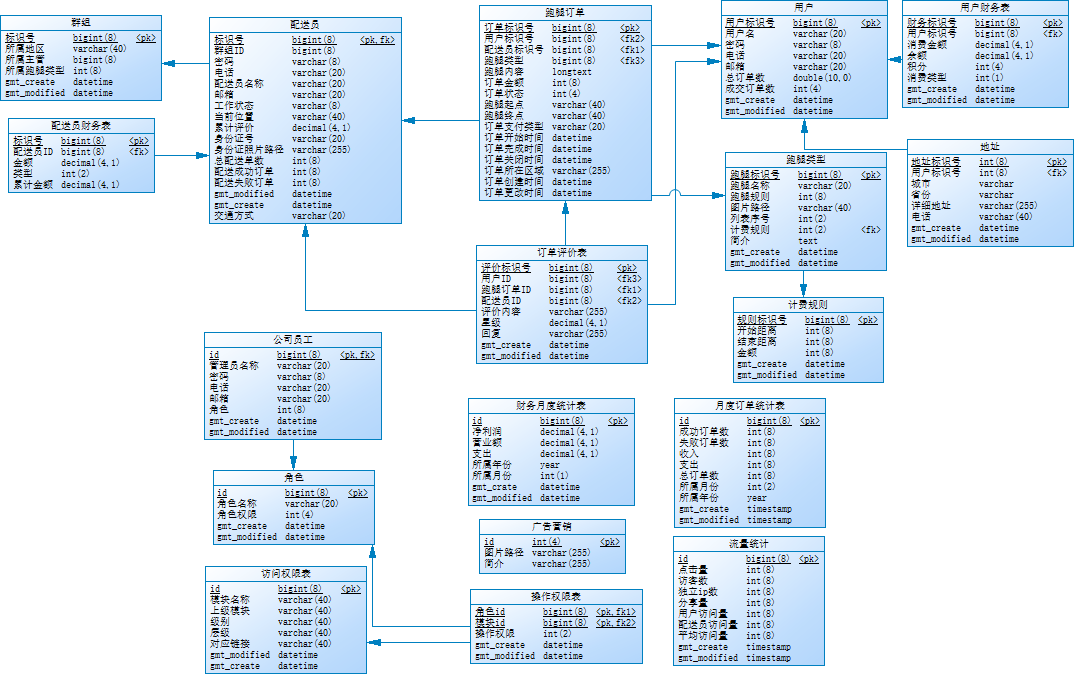 群组
标识号 bigint(8) <pk>
所属地区 varchar(40)
所属主管 bigint(8)
所属跑腿类型 int(8)
gmt_create datetime
gmt_modified datetime
配送员财务表
标识号 bigint(8) <pk>
配送员ID bigint(8) <fk>
金额 decimal(4,1)
类型 int(2)
累计金额 decimal(4,1)
配送员
标识号 bigint(8) <pk,fk>
群组ID bigint(8)
密码 varchar(8)
电话 varchar(20)
配送员名称 varchar(20)
邮箱 varchar(20)
工作状态 varchar(8)
当前位置 varchar(40)
累计评价 decimal(4,1)
身份证号 varchar(20)
身份证照片路径 varchar(255)
总配送单数 int(8)
配送成功订单 int(8)
配送失败订单 int(8)
gmt_modified datetime
gmt_create datetime
交通方式 varchar(20)
跑腿订单
订单标识号 bigint(8) <pk>
用户标识号 bigint(8) <fk2>
配送员标识号 bigint(8) <fk1>
跑腿类型 bigint(8) <fk3>
跑腿内容 longtext
订单金额 int(8)
订单状态 int(4)
跑腿起点 varchar(40)
跑腿终点 varchar(40)
订单支付类型 varchar(20)
订单开始时间 datetime
订单完成时间 datetime
订单关闭时间 datetime
订单所在区域 varchar(255)
订单创建时间 datetime
订单更改时间 datetime
用户
用户标识号 bigint(8) <pk>
用户名 varchar(20)
密码 varchar(8)
电话 varchar(20)
邮箱 varchar(20)
总订单数 double(10,0)
成交订单数 int(4)
gmt_create datetime
gmt_modified datetime
用户财务表
财务标识号 bigint(8) <pk>
用户标识号 bigint(8) <fk>
消费金额 decimal(4,1)
余额 decimal(4,1)
积分 int(4)
消费类型 int(1)
gmt_create datetime
gmt_modified datetime
地址
地址标识号 int(8) <pk>
用户标识号 int(8) <fk>
城市 varchar
省份 varchar
详细地址 varchar(255)
电话 varchar(40)
gmt_create datetime
gmt_modified datetime
跑腿类型
跑腿标识号 bigint(8) <pk>
跑腿名称 varchar(20)
跑腿规则 int(8)
图片路径 varchar(40)
列表序号 int(2)
计费规则 int(2) <fk>
简介 text
gmt_create datetime
gmt_modified datetime
订单评价表
评价标识号 bigint(8) <pk>
用户ID bigint(8) <fk3>
跑腿订单ID bigint(8) <fk1>
配送员ID bigint(8) <fk2>
评价内容 varchar(255)
星级 decimal(4,1)
回复 varchar(255)
gmt_create datetime
gmt_modified datetime
计费规则
规则标识号 bigint(8) <pk>
开始距离 int(8)
结束距离 int(8)
金额 int(8)
gmt_create datetime
gmt_modified datetime
公司员工
id bigint(8) <pk,fk>
管理员名称 varchar(20)
密码 varchar(8)
电话 varchar(20)
邮箱 varchar(20)
角色 int(8)
gmt_create datetime
gmt_modified datetime
财务月度统计表
id bigint(8) <pk>
净利润 decimal(4,1)
营业额 decimal(4,1)
支出 decimal(4,1)
所属年份 year
所属月份 int(1)
gmt_crate datetime
gmt_modified datetime
月度订单统计表
id bigint(8) <pk>
成功订单数 int(8)
失败订单数 int(8)
收入 int(8)
支出 int(8)
总订单数 int(8)
所属月份 int(2)
所属年份 year
gmt_create timestamp
gmt_modified timestamp
角色
id bigint(8) <pk>
角色名称 varchar(20)
角色权限 int(4)
gmt_create datetime
gmt_modified datetime
广告营销
id int(4) <pk>
图片路径 varchar(255)
简介 varchar(255)
流量统计
id bigint(8) <pk>
点击量 int(8)
访客数 int(8)
独立ip数 int(8)
分享量 int(8)
用户访问量 int(8)
配送员访问量 int(8)
平均访问量 int(8)
gmt_create timestamp
gmt_modified timestamp
访问权限表
id bigint(8) <pk>
模块名称 varchar(40)
上级模块 varchar(40)
级别 varchar(40)
层级 varchar(40)
对应链接 varchar(40)
gmt_modified datetime
gmt_create datetime
操作权限表
角色id bigint(8) <pk,fk1>
模块id bigint(8) <pk,fk2>
操作权限 int(2)
gmt_create datetime
gmt_modified datetime